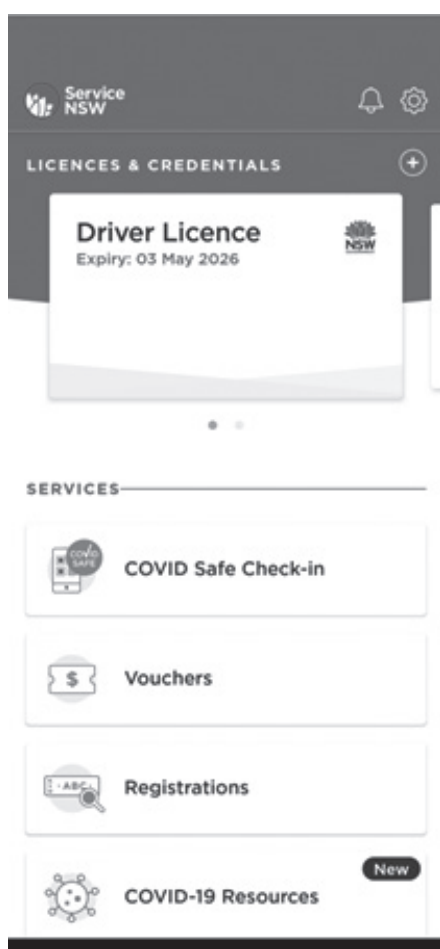 Service
NSW
LICENCES & CREDENTIALS
Driver Licence
NSW
Expiry: 03 May 2026
SERVICES
COVID
SAFE
COVID Safe Check-in
$
Vouchers
ABC
Registrations
New
COVID-19 Resources